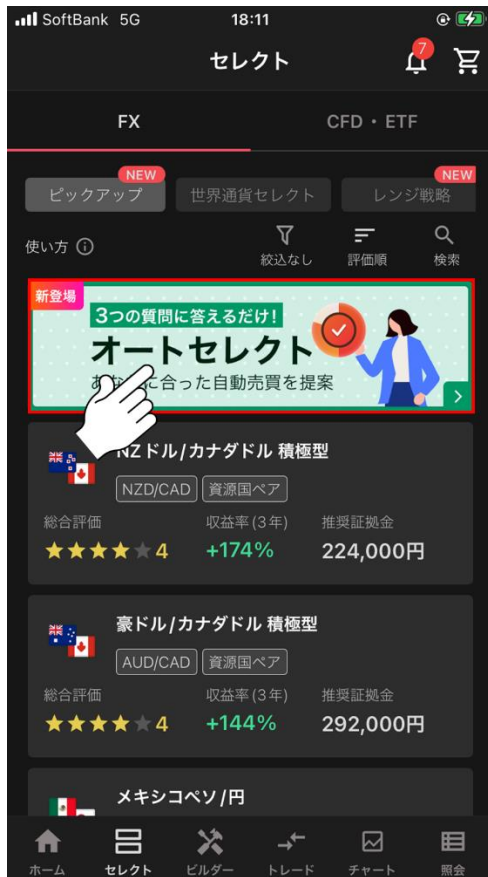 SoftBank 5G 18:11
セレクト 7
FX CFD・ETF
NEW NEW
ピックアップ 世界通貨セレクト レンジ戦略
使い方 絞込なし 評価順 検索
新登場
3つの質問に答えるだけ!
オートセレクト
に合った自動売買を提案
NZドル/カナダドル 積極型
NZD/CAD 資源国ペア
総合評価 収益率(3年) 推奨証拠金
★★★★★4 +174% 224,000円
豪ドル/カナダドル 積極型
AUD/CAD 資源国ペア
総合評価 収益率(3年) 推奨証拠金
★★★★★4 +144% 292,000円
メキシコペソ/円
ホーム セレクト ビルダー トレード チャート 照会